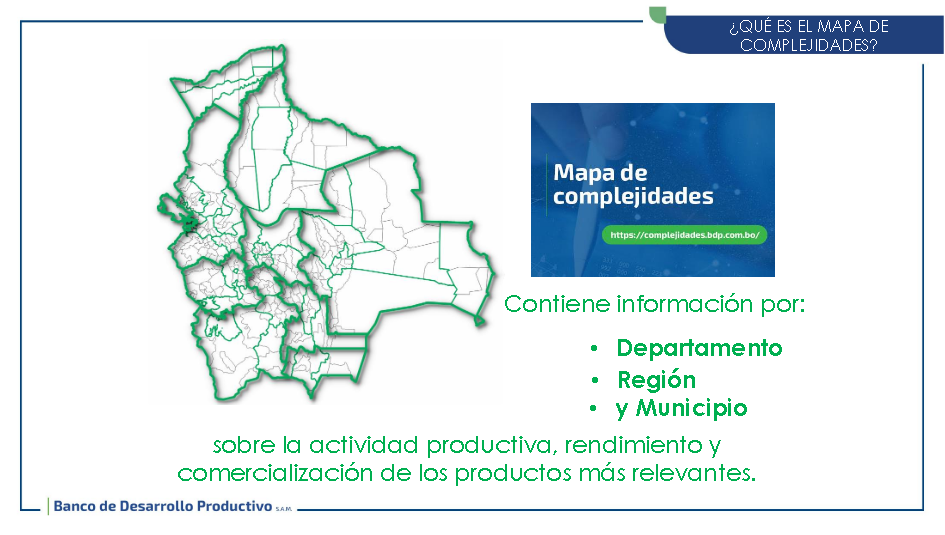 ¿QUÉ ES EL MAPA DE
COMPLEJIDADES?
Mapa de
complejidades
https://complejidades.bdp.com.bo/
Contiene información por:
• Departamento
• Región
• y Municipio
sobre la actividad productiva, rendimiento y
comercialización de los productos más relevantes.
Banco de Desarrollo Productivo S.A.M.